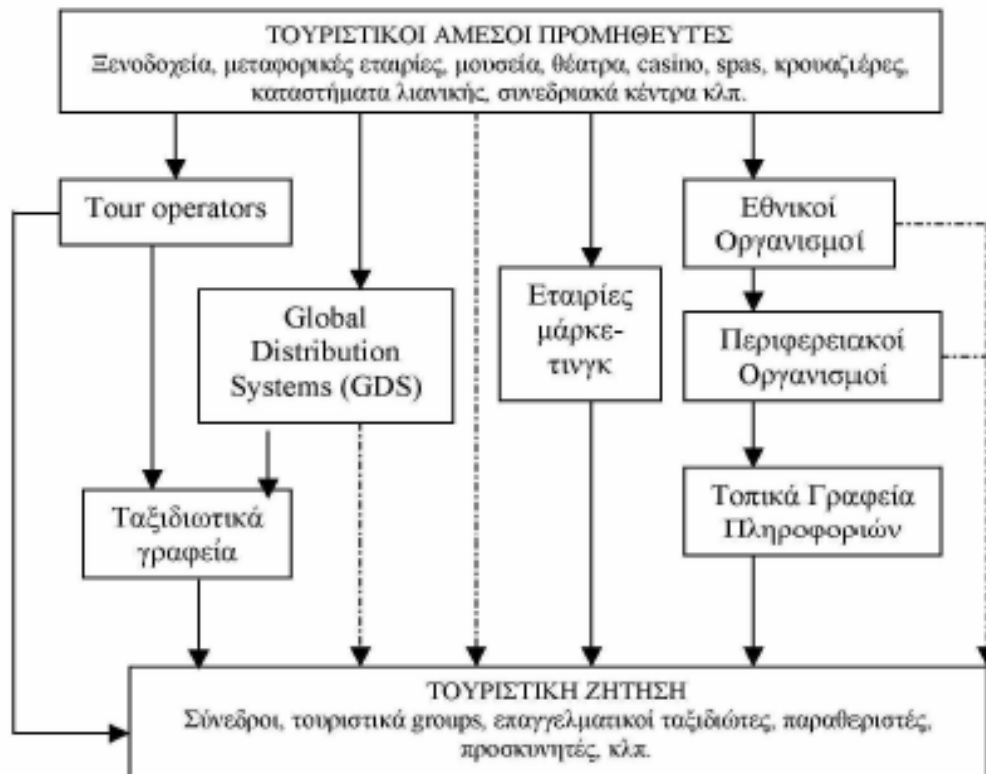 ΤΟΥΡΙΣΤΙΚΟΙ ΑΜΕΣΟΙ ΠΡΟΜΗΘΕΥΤΕΣ
Ξενοδοχεία, μεταφορικές εταιρίες, μουσεία, θέατρα, casino, spas, κρουαζιέρες,
καταστήματα λιανικής, συνεδριακά κέντρα κλπ.
Tour operators
Εθνικοί
Οργανισμοί
Global
Distribution
Systems (GDS)
Εταιρίες
μάρκε-
τινγκ
Περιφερειακοί
Οργανισμοί
Ταξιδιωτικά
γραφεία
Τοπικά Γραφεία
Πληροφοριών
ΤΟΥΡΙΣΤΙΚΗ ΖΗΤΗΣΗ
Σύνεδροι, τουριστικά groups, επαγγελματικοί ταξιδιώτες, παραθεριστές,
προσκυνητές, κλπ.